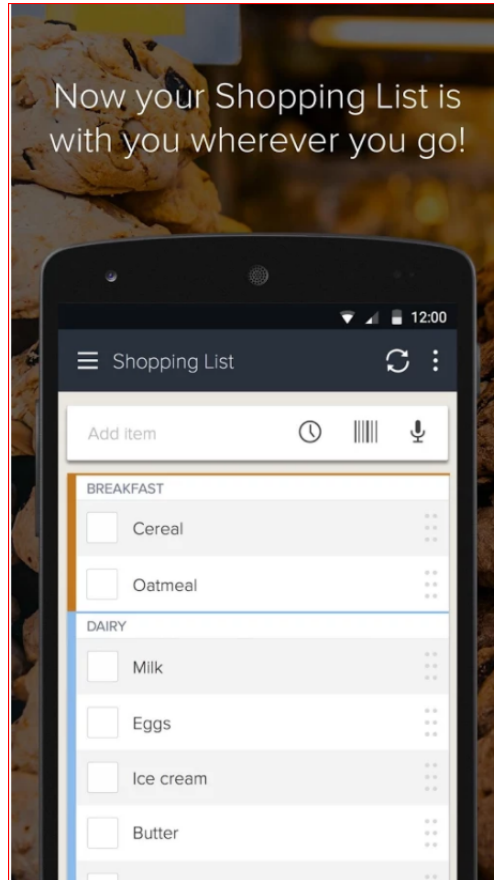 Now your Shopping List is
with you wherever you go!
12:00
Shopping List
Add item
BREAKFAST
Cereal
Oatmeal
DAIRY
Milk
Eggs
Ice cream
Butter